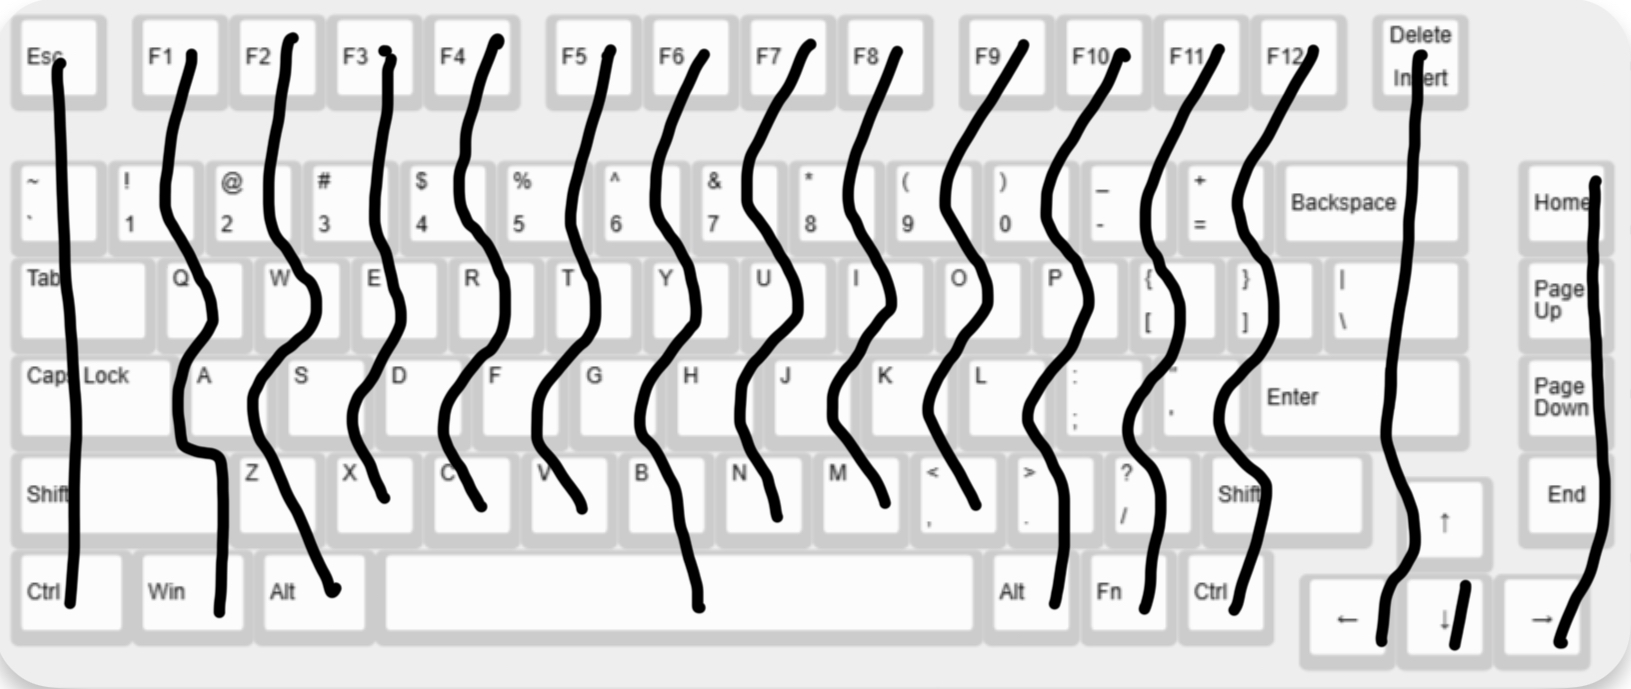 Esc F1 F2 F3 F4 F5 F6 F7 F8 F9 F10 F11 F12 Delete
Insert
~ ! @ # $ % ^ & * ( ) _ +
` 1 2 3 4 5 6 7 8 9 0 - = Backspace Home
Tab Q W E R T Y U I O P { } | Page
[ ] \ Up
Caps Lock A S D F G H J K L : " Enter Page
; ' Down
Shift Z X C V B N M < > ? Shift End
, . / ↑
Ctrl Win Alt Alt Fn Ctrl ← ↓ →